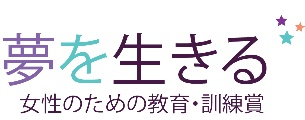 夢を生きる
女性のための教育・訓練賞